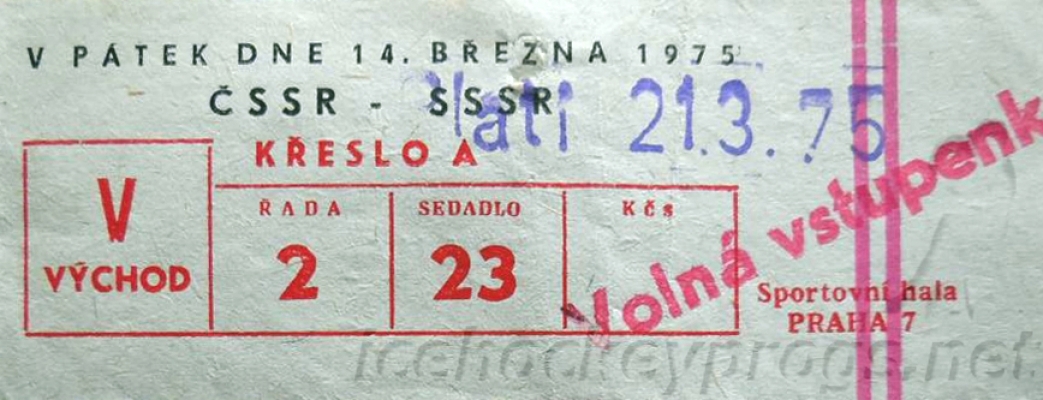 V PÁTEK DNE 14. BŘEZNA 1975
ČSSR - SSSR
Platí 21.3.75
KŘESLO A
V
VÝCHOD
ŘADA
2
SEDADLO
23
Kčs
Volná vstupenk
Sportovní hala
PRAHA 7
icehockeyprogs.net